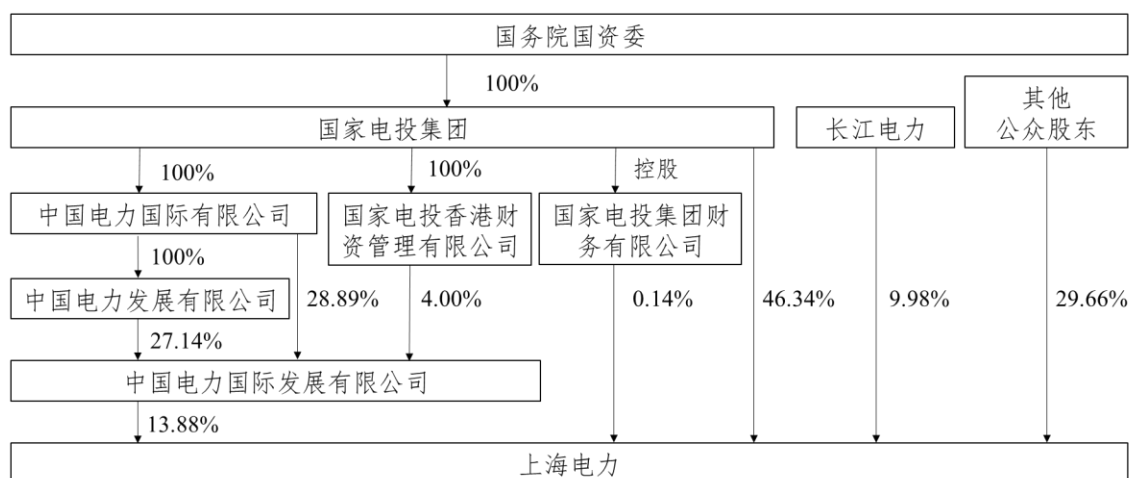 国务院国资委
100%
国家电投集团
长江电力
其他
公众股东
100%
100%
控股
中国电力国际有限公司
国家电投香港财
资管理有限公司
国家电投集团财
务有限公司
100%
中国电力发展有限公司
28.89%
4.00%
0.14%
46.34%
9.98%
29.66%
27.14%
中国电力国际发展有限公司
13.88%
上海电力